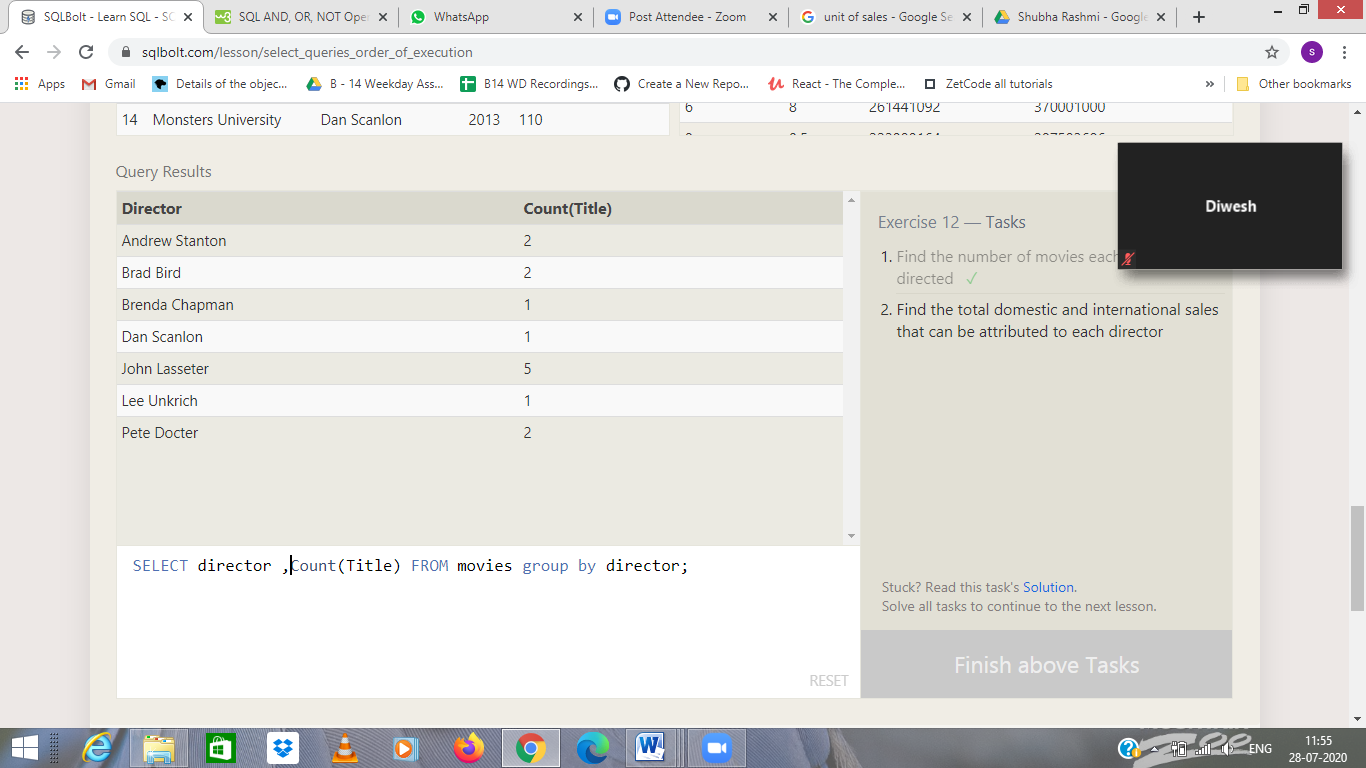 SQLBolt - Learn SQL - SC
SQL AND, OR, NOT Oper
WhatsApp
Post Attendee - Zoom
unit of sales - Google Se
Shubha Rashmi - Google
sqlbolt.com/lesson/select_queries_order_of_execution
S
Apps
Gmail
Details of the objec...
B - 14 Weekday Ass...
B14 WD Recordings...
Create a New Repo...
React - The Comple...
ZetCode all tutorials
»
Other bookmarks
14 Monsters University Dan Scanlon 2013 110
6 8 261441092 370001000
Query Results
Director Count(Title)
Andrew Stanton 2
Brad Bird 2
Brenda Chapman 1
Dan Scanlon 1
John Lasseter 5
Lee Unkrich 1
Pete Docter 2
Diwesh
Exercise 12 — Tasks
1. Find the number of movies each
directed ✓
2. Find the total domestic and international sales
that can be attributed to each director
SELECT director ,Count(Title) FROM movies group by director;
RESET
Stuck? Read this task's Solution.
Solve all tasks to continue to the next lesson.
Finish above Tasks
ENG
11:55
28-07-2020